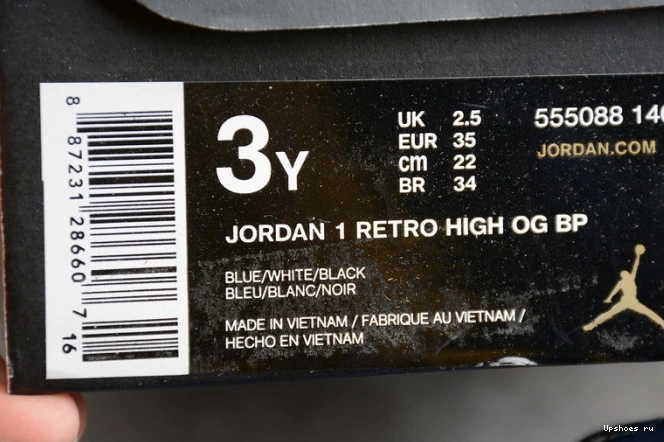 8 87231 28660 7 16
3Y
UK 2.5
EUR 35
cm 22
BR 34
555088 140
JORDAN.COM
JORDAN 1 RETRO HIGH OG BP
BLUE/WHITE/BLACK
BLEU/BLANC/NOIR
MADE IN VIETNAM / FABRIQUE AU VIETNAM /
HECHO EN VIETNAM
Upshoes ru